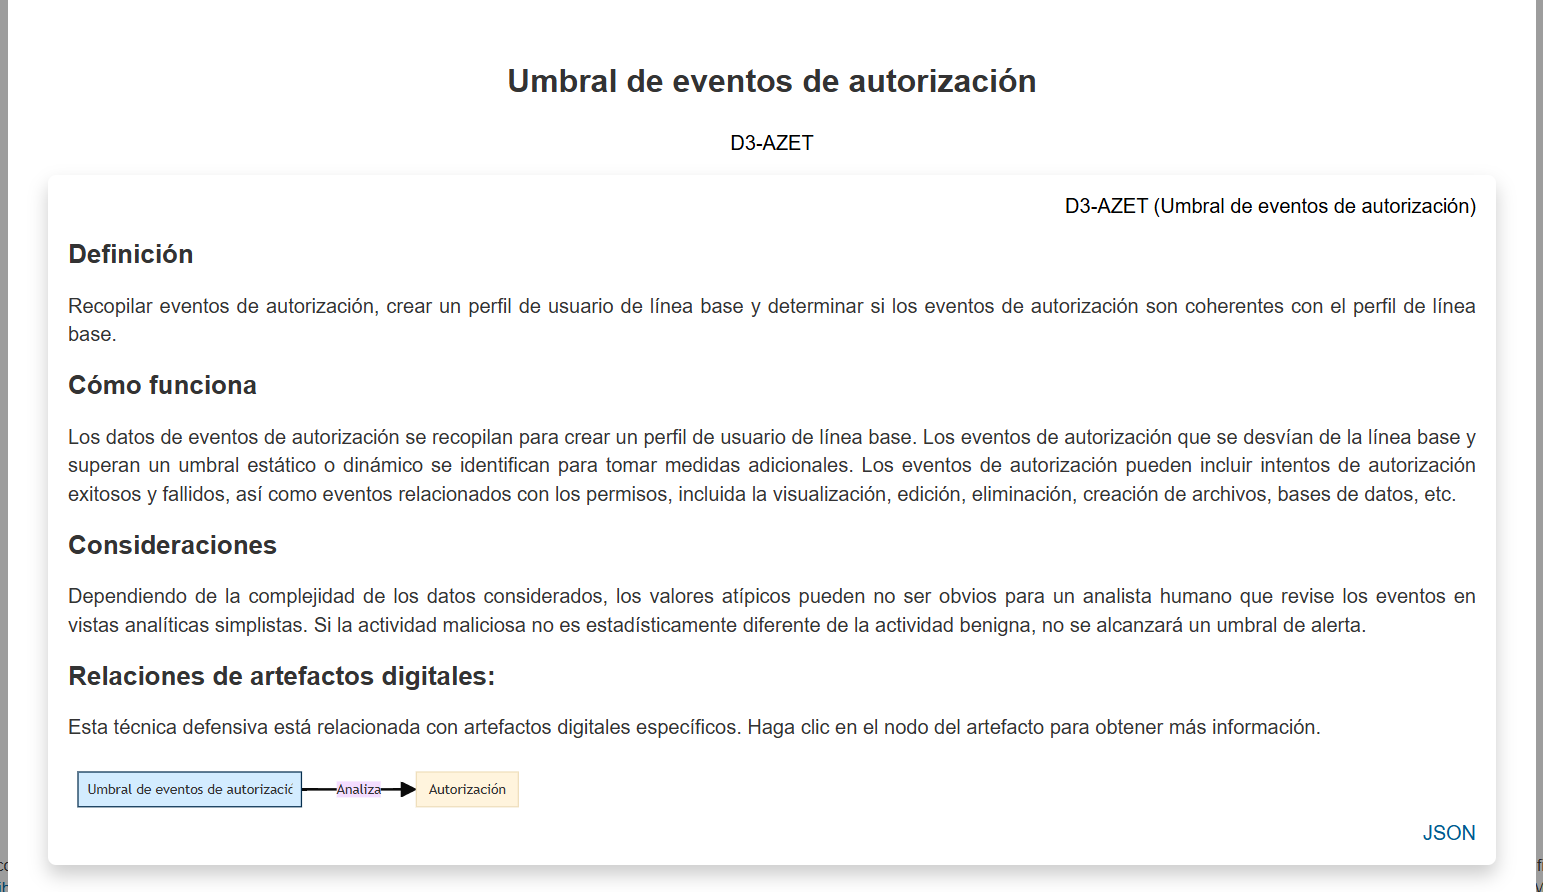 Umbral de eventos de autorización
D3-AZET
D3-AZET (Umbral de eventos de autorización)
Definición
Recopilar eventos de autorización, crear un perfil de usuario de línea base y determinar si los eventos de autorización son coherentes con el perfil de línea
base.
Cómo funciona
Los datos de eventos de autorización se recopilan para crear un perfil de usuario de línea base. Los eventos de autorización que se desvían de la línea base y
superan un umbral estático o dinámico se identifican para tomar medidas adicionales. Los eventos de autorización pueden incluir intentos de autorización
exitosos y fallidos, así como eventos relacionados con los permisos, incluida la visualización, edición, eliminación, creación de archivos, bases de datos, etc.
Consideraciones
Dependiendo de la complejidad de los datos considerados, los valores atípicos pueden no ser obvios para un analista humano que revise los eventos en
vistas analíticas simplistas. Si la actividad maliciosa no es estadísticamente diferente de la actividad benigna, no se alcanzará un umbral de alerta.
Relaciones de artefactos digitales:
Esta técnica defensiva está relacionada con artefactos digitales específicos. Haga clic en el nodo del artefacto para obtener más información.
Umbral de eventos de autorizació
Analiza
Autorización
JSON